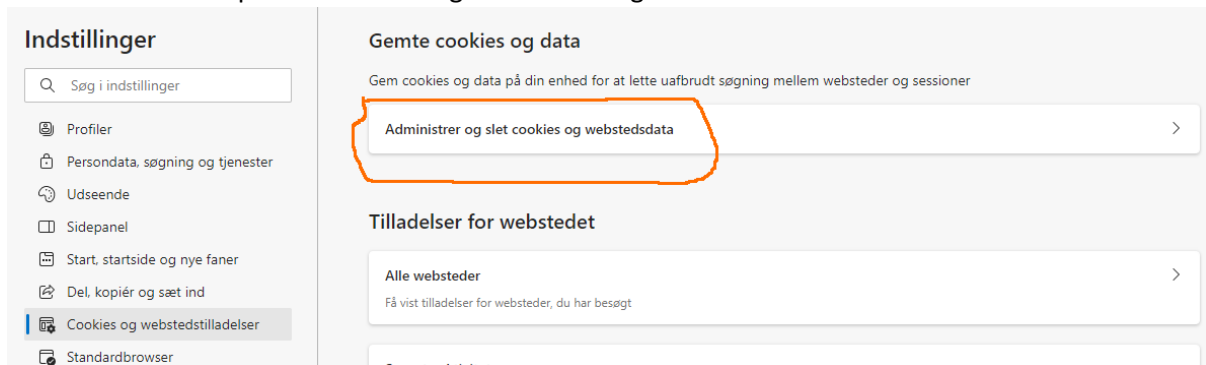 Indstillinger
Søg i indstillinger
Profiler
Persondata, søgning og tjenester
Udseende
Sidepanel
Start, startside og nye faner
Del, kopiér og sæt ind
Cookies og webstedstilladelser
Standardbrowser
Gemte cookies og data
Gem cookies og data på din enhed for at lette uafbrudt søgning mellem websteder og sessioner
Administrer og slet cookies og webstedsdata
Tilladelser for webstedet
Alle websteder
Få vist tilladelser for websteder, du har besøgt